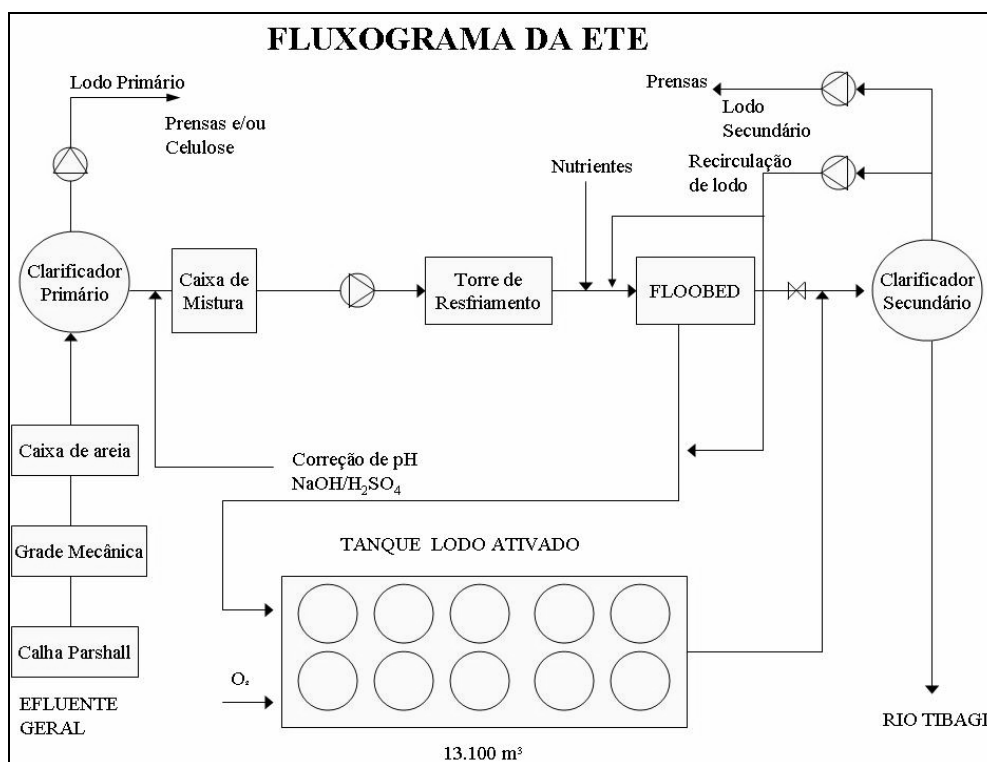 FLUXOGRAMA DA ETE
Lodo Primário
Prensas e/ou
Celulose
Prensas
Lodo
Secundário
Recirculação
de lodo
Nutrientes
Clarificador
Primário
Caixa de
Mistura
Torre de
Resfriamento
FLOOBED
Clarificador
Secundário
Caixa de areia
Correção de pH
NaOH/H₂SO₄
Grade Mecânica
TANQUE LODO ATIVADO
Calha Parshall
O₂
EFLUENTE
GERAL
RIO TIBAGI
13.100 m³